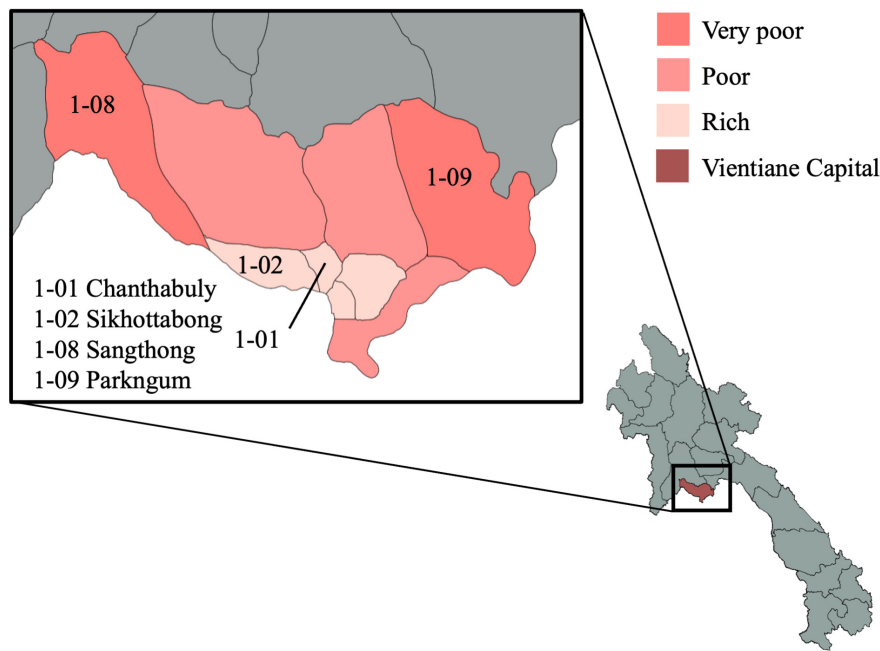 Very poor
Poor
Rich
Vientiane Capital
1-08
1-09
1-02
1-01
1-01 Chanthabuly
1-02 Sikhottabong
1-08 Sangthong
1-09 Parkngum